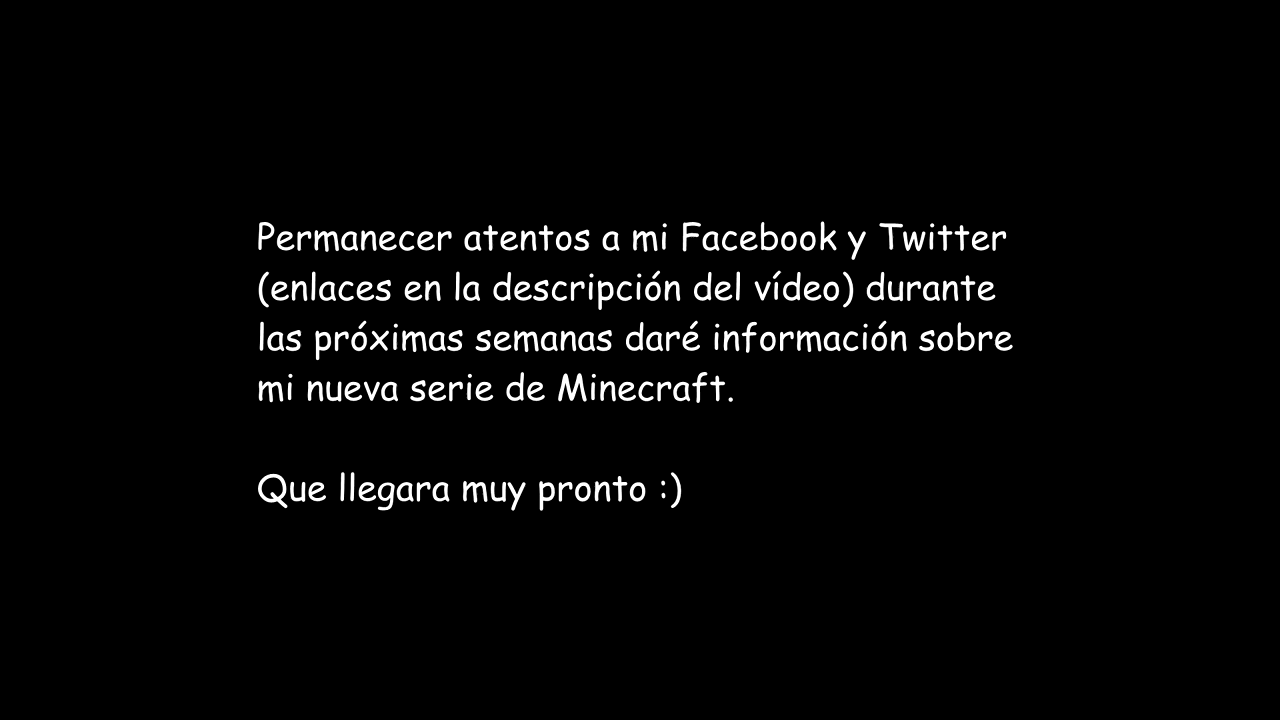 Permanecer atentos a mi Facebook y Twitter
(enlaces en la descripción del vídeo) durante
las próximas semanas daré información sobre
mi nueva serie de Minecraft.
Que llegara muy pronto :)